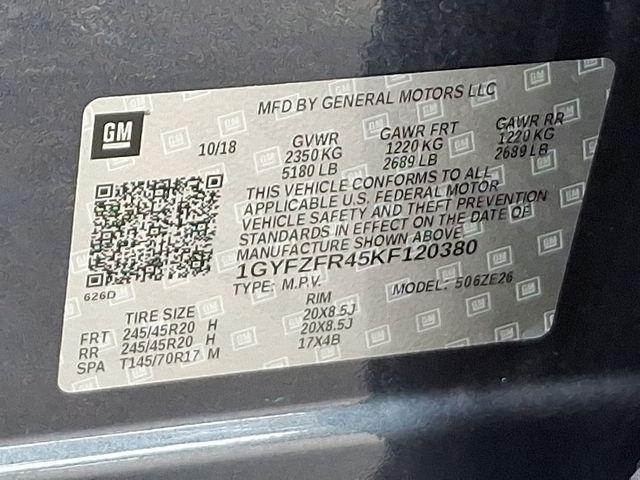 MFD BY GENERAL MOTORS LLC
GM
10/18
GVWR
2350 KG
5180 LB
GAWR FRT
1220 KG
2689 LB
GAWR RR
1220 KG
2689 LB
THIS VEHICLE CONFORMS TO ALL
APPLICABLE U.S. FEDERAL MOTOR
VEHICLE SAFETY AND THEFT PREVENTION
STANDARDS IN EFFECT ON THE DATE OF
MANUFACTURE SHOWN ABOVE
1GYFZFR45KF120380
TYPE: M.P.V.
MODEL: 506ZE26
626D
TIRE SIZE
RIM
FRT 245/45R20 H 20X8.5J
RR 245/45R20 H 20X8.5J
SPA T145/70R17 M 17X4B